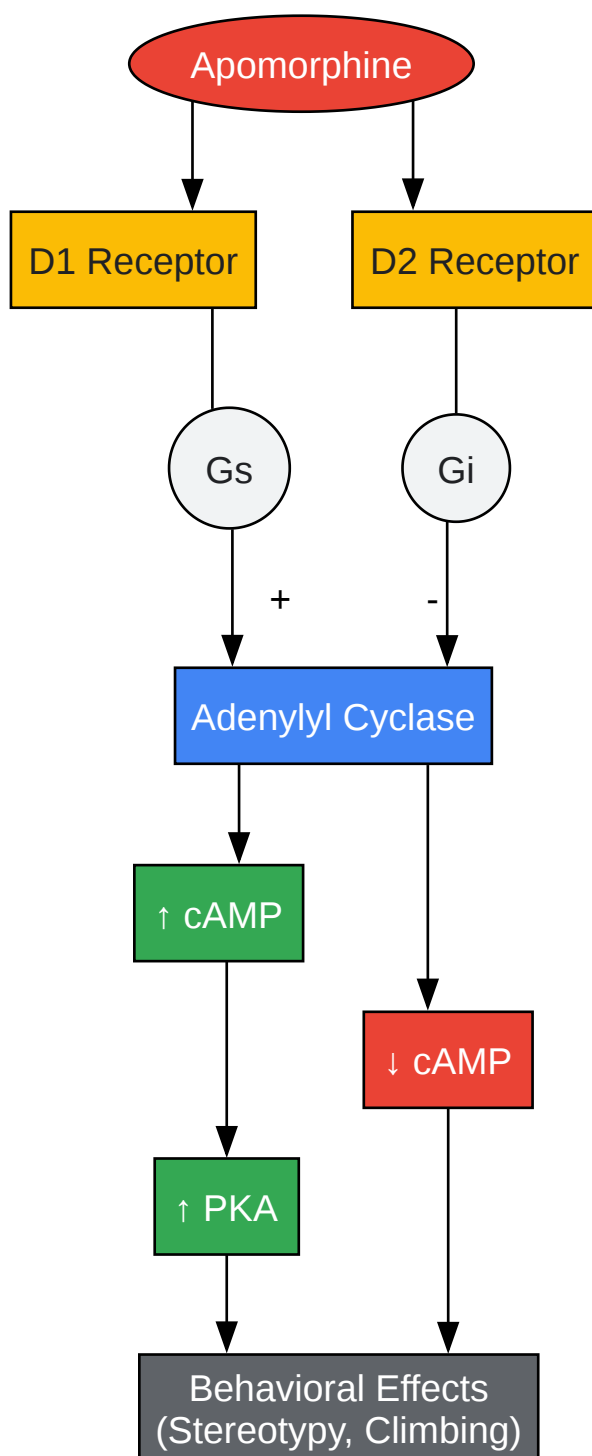 Apomorphine
D1 Receptor
D2 Receptor
Gs
Gi
+
-
Adenylyl Cyclase
↑ cAMP
↓ cAMP
↑ PKA
Behavioral Effects
(Stereotypy, Climbing)